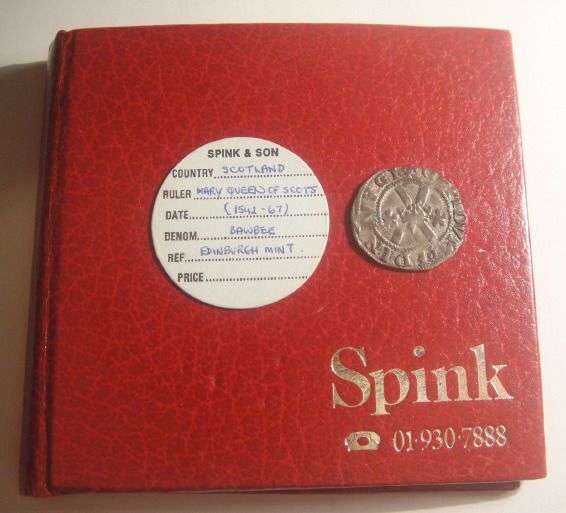 SPINK & SON
COUNTRY SCOTLAND
RULER MARY QUEEN OF SCOTS
DATE (1542-67)
DENOM. BAWBEE
REF. EDINBURGH MINT.
PRICE
Spink
01·930·7888